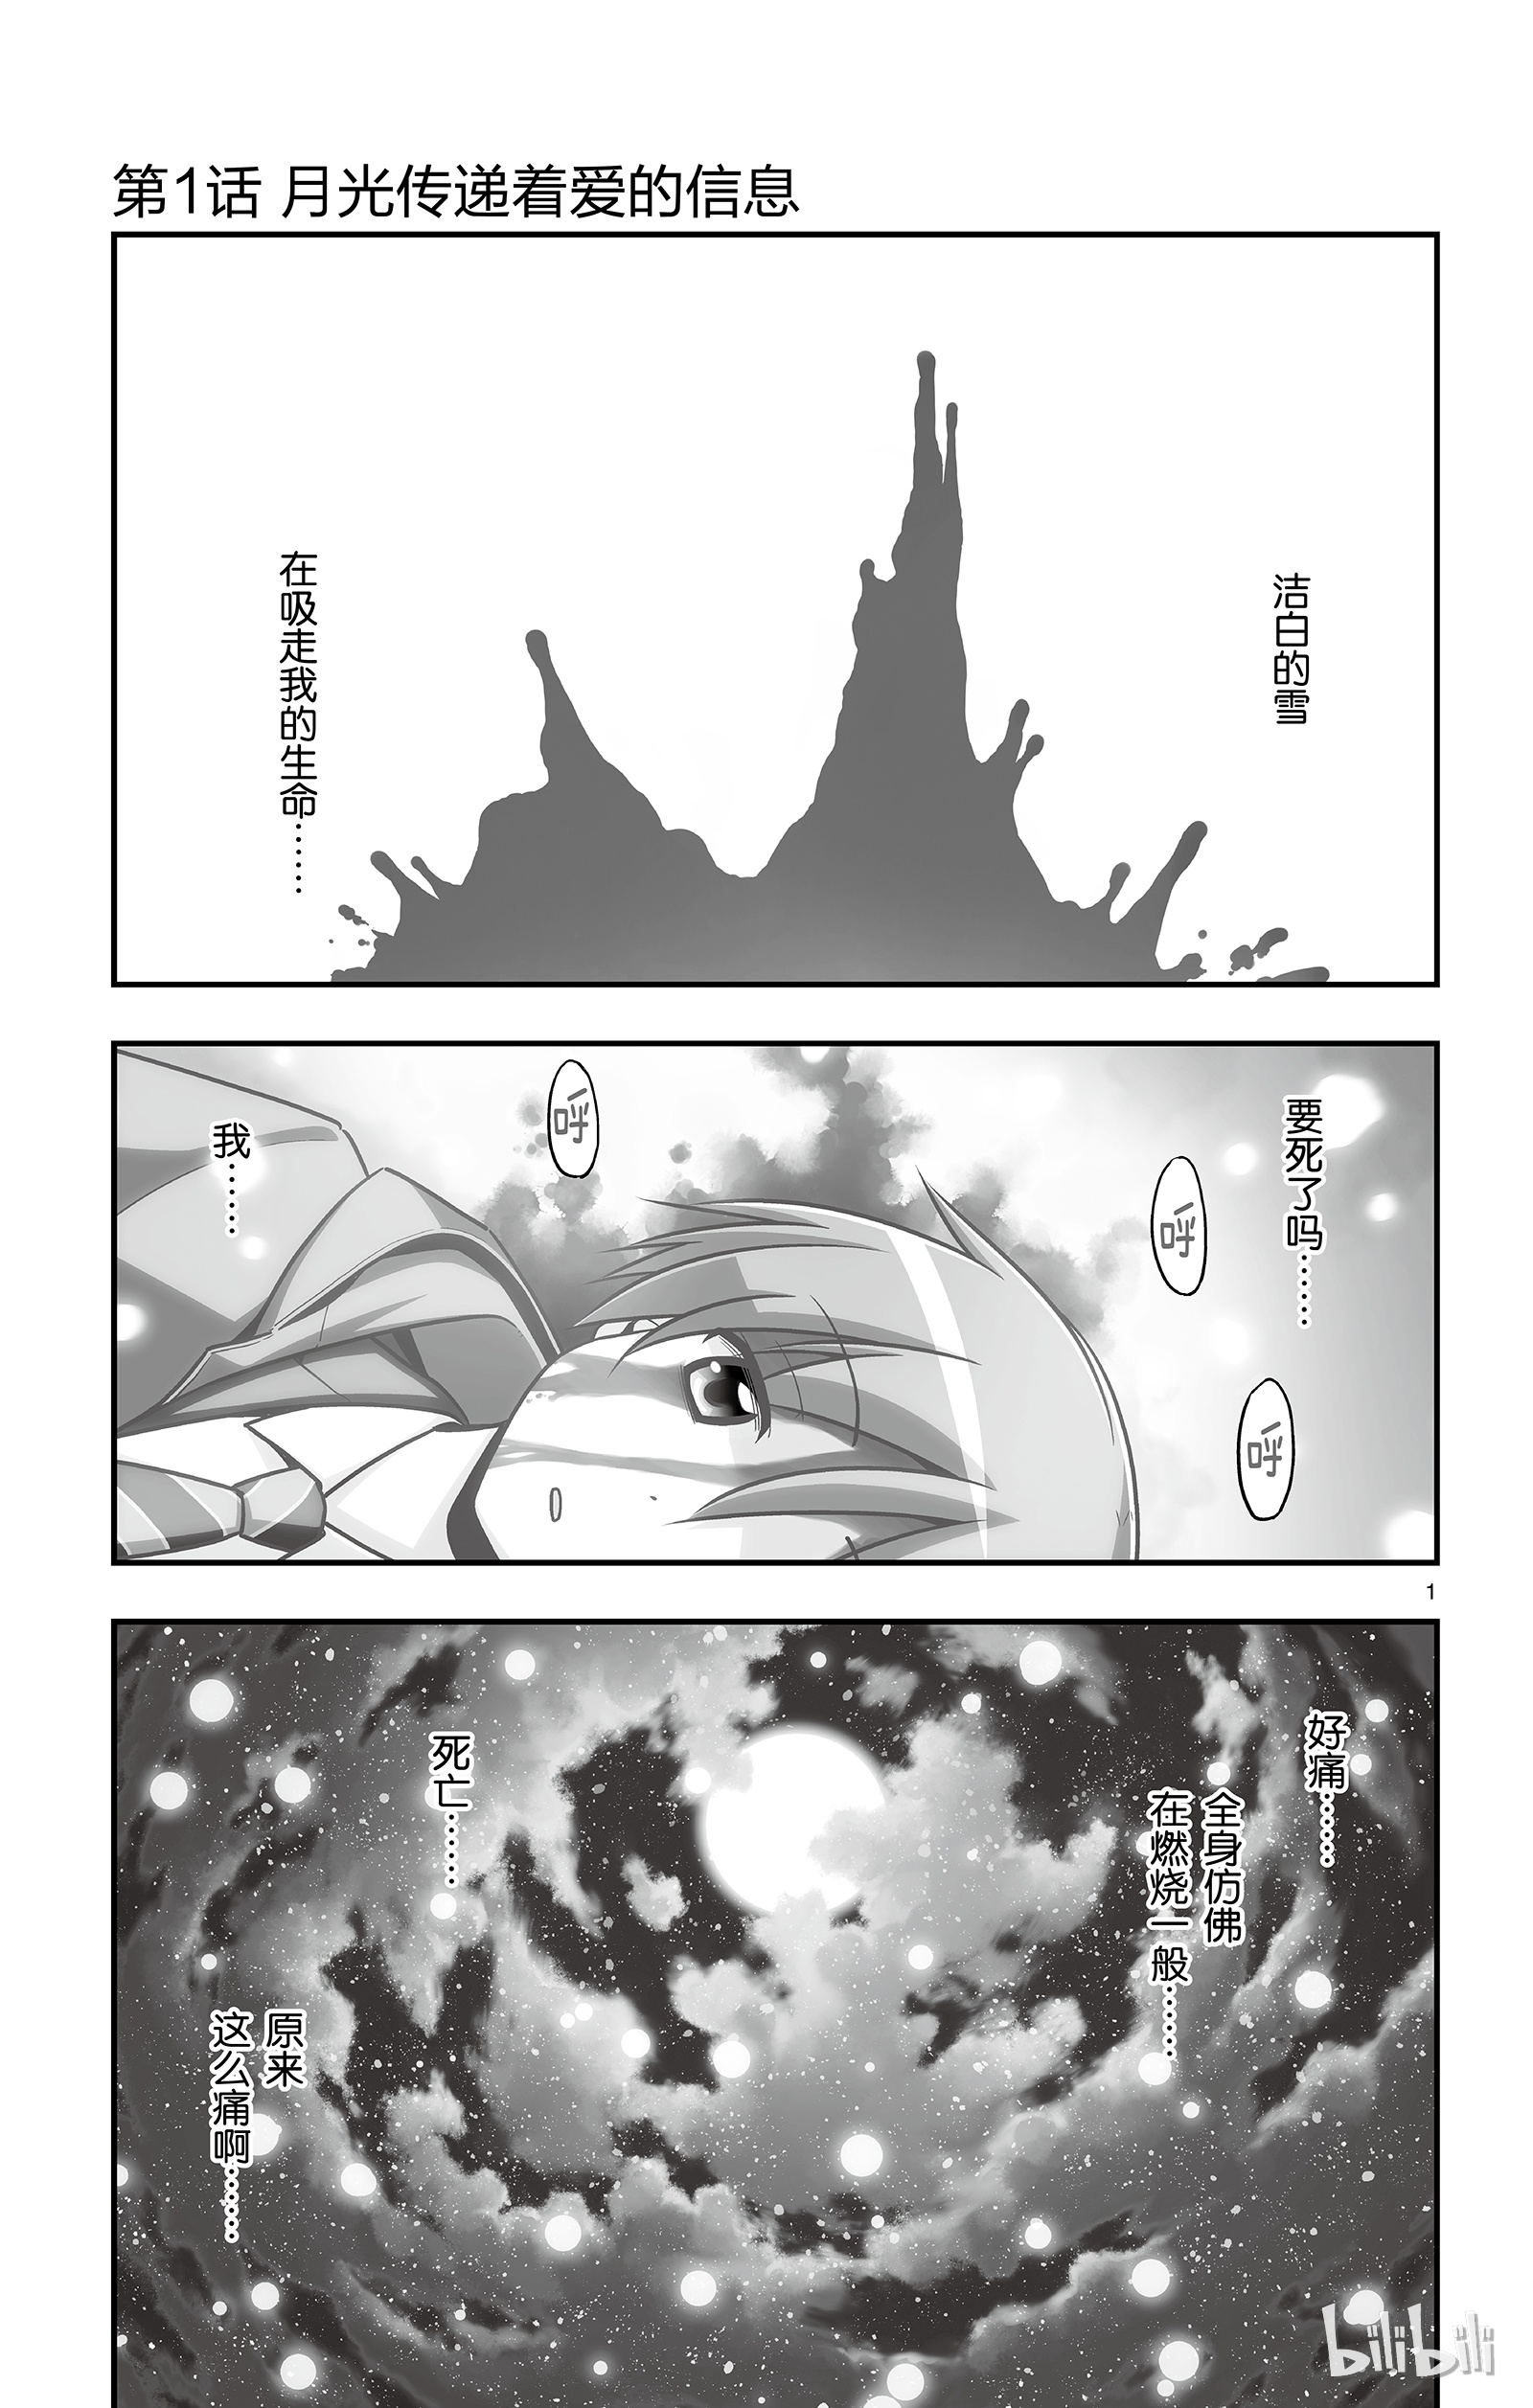 第1话 月光传递着爱的信息
洁白的雪
在吸走我的生命……
要死了吗……
呼
呼
呼
我……
1
好痛……
全身仿佛
在燃烧一般……
死亡……
原来
这么痛啊……
bilibili